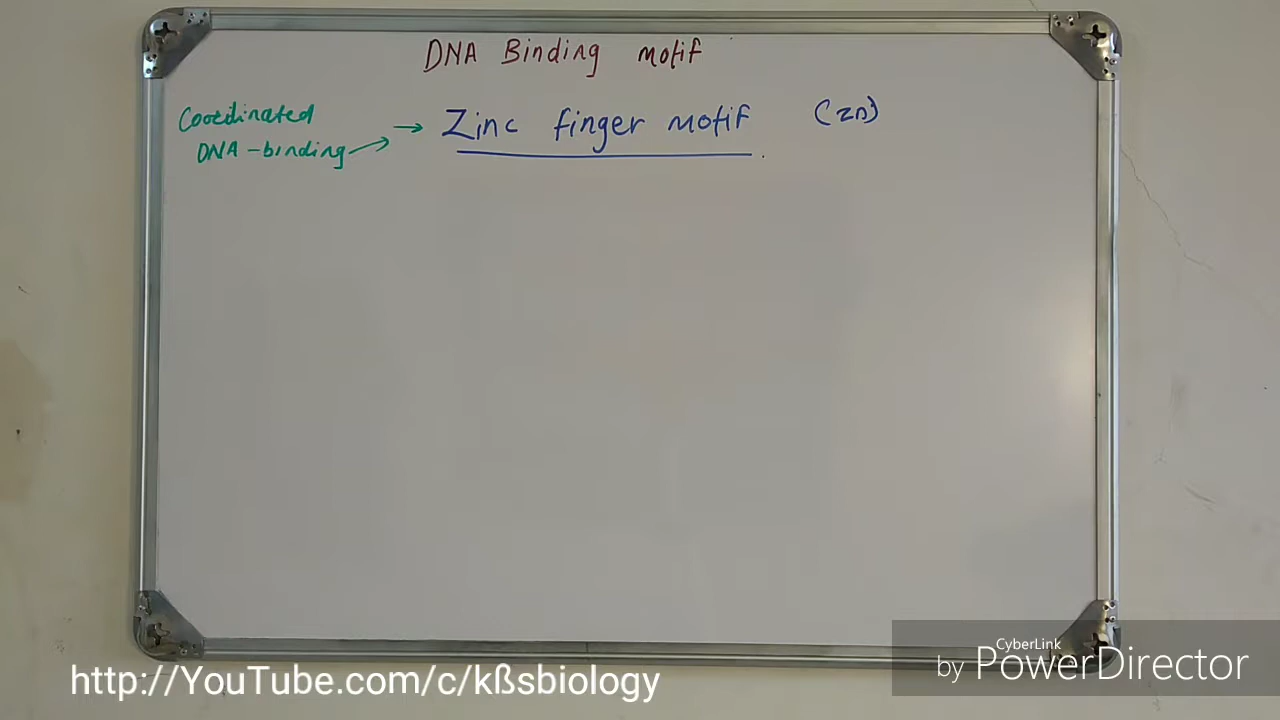 DNA Binding motif
Coordinated
DNA-binding → → Zinc finger motif (Zn)
CyberLink
by PowerDirector
http://YouTube.com/c/kßsbiology